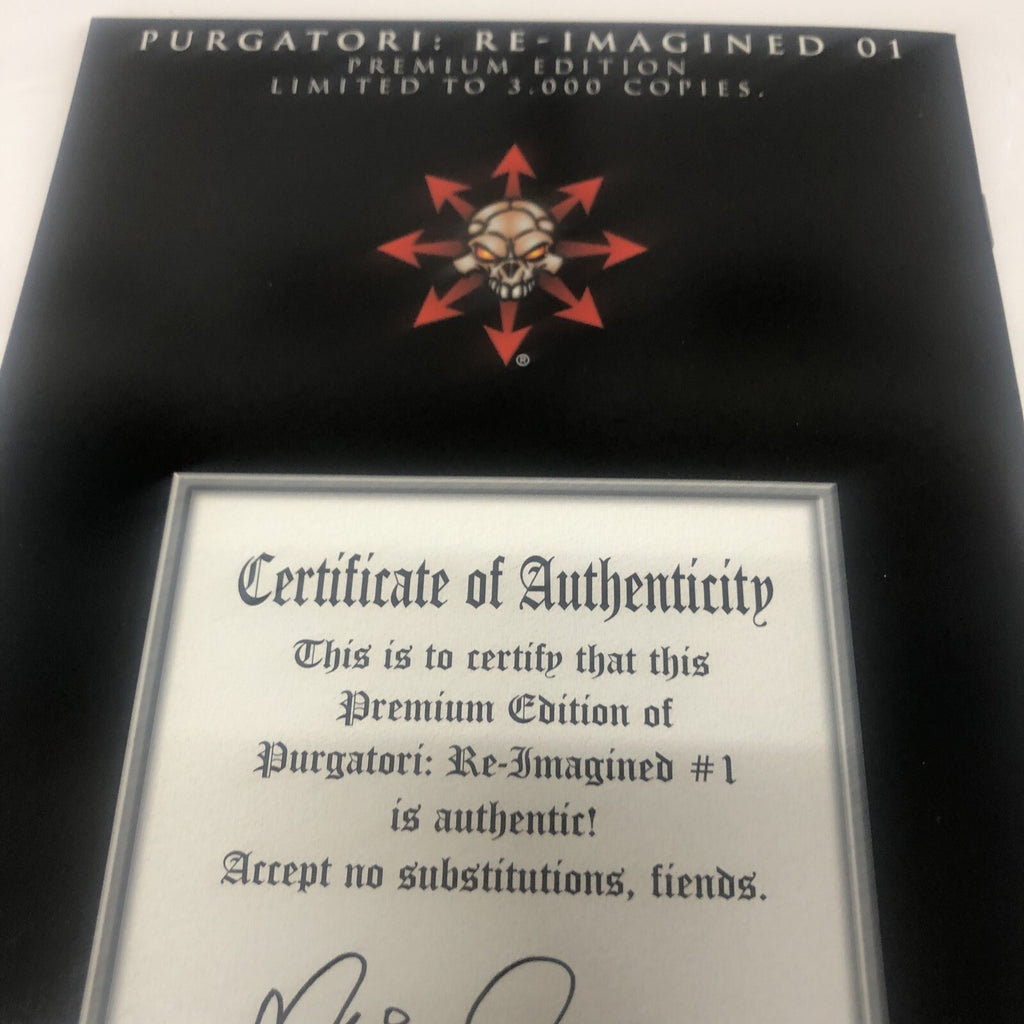 PURGATORI: RE-IMAGINED 01
PREMIUM EDITION
LIMITED TO 3,000 COPIES.
®
Certificate of Authenticity
This is to certify that this
Premium Edition of
Purgatori: Re-Imagined #1
is authentic!
Accept no substitutions, fiends.